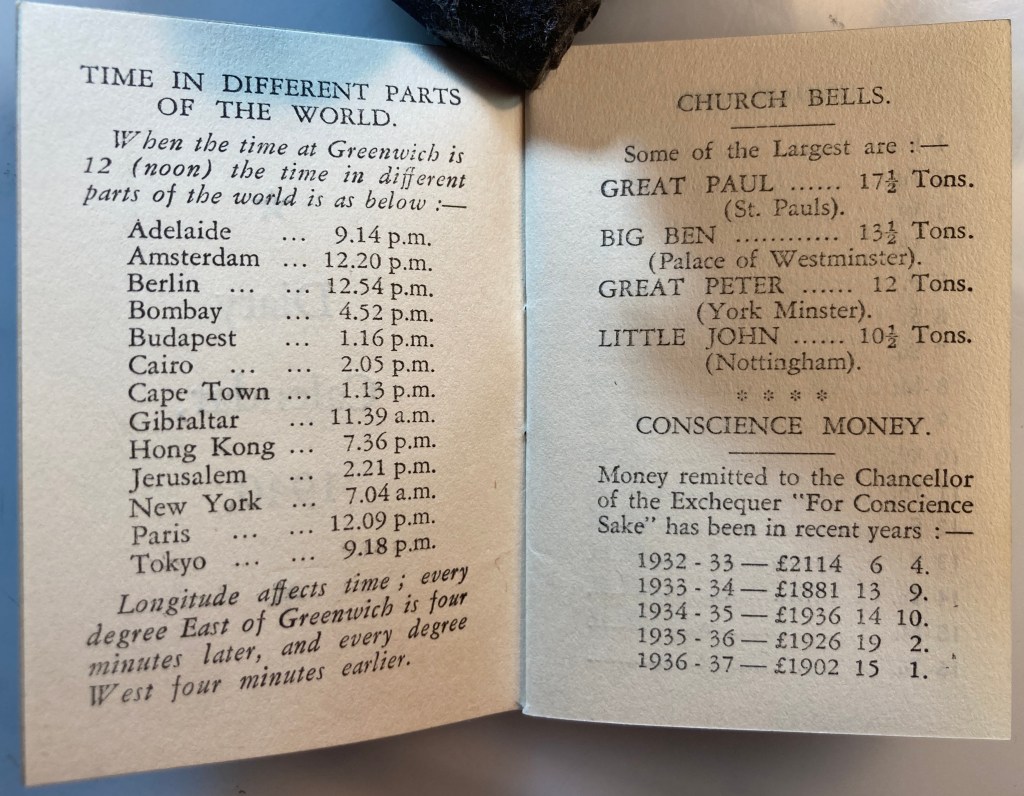 TIME IN DIFFERENT PARTS
OF THE WORLD.
When the time at Greenwich is
12 (noon) the time in different
parts of the world is as below :—
Adelaide ... 9.14 p.m.
Amsterdam ... 12.20 p.m.
Berlin ... ... 12.54 p.m.
Bombay ... 4.52 p.m.
Budapest ... 1.16 p.m.
Cairo ... ... 2.05 p.m.
Cape Town ... 1.13 p.m.
Gibraltar ... 11.39 a.m.
Hong Kong ... 7.36 p.m.
Jerusalem ... 2.21 p.m.
New York ... 7.04 a.m.
Paris ... ... 12.09 p.m.
Tokyo ... ... 9.18 p.m.
Longitude affects time ; every
degree East of Greenwich is four
minutes later, and every degree
West four minutes earlier.
CHURCH BELLS.
Some of the Largest are :—
GREAT PAUL ...... 17½ Tons.
(St. Pauls).
BIG BEN ............ 13½ Tons.
(Palace of Westminster).
GREAT PETER ...... 12 Tons.
(York Minster).
LITTLE JOHN ...... 10½ Tons.
(Nottingham).
* * * *
CONSCIENCE MONEY.
Money remitted to the Chancellor
of the Exchequer "For Conscience
Sake" has been in recent years :—
1932 - 33 — £2114 6 4.
1933 - 34 — £1881 13 9.
1934 - 35 — £1936 14 10.
1935 - 36 — £1926 19 2.
1936 - 37 — £1902 15 1.